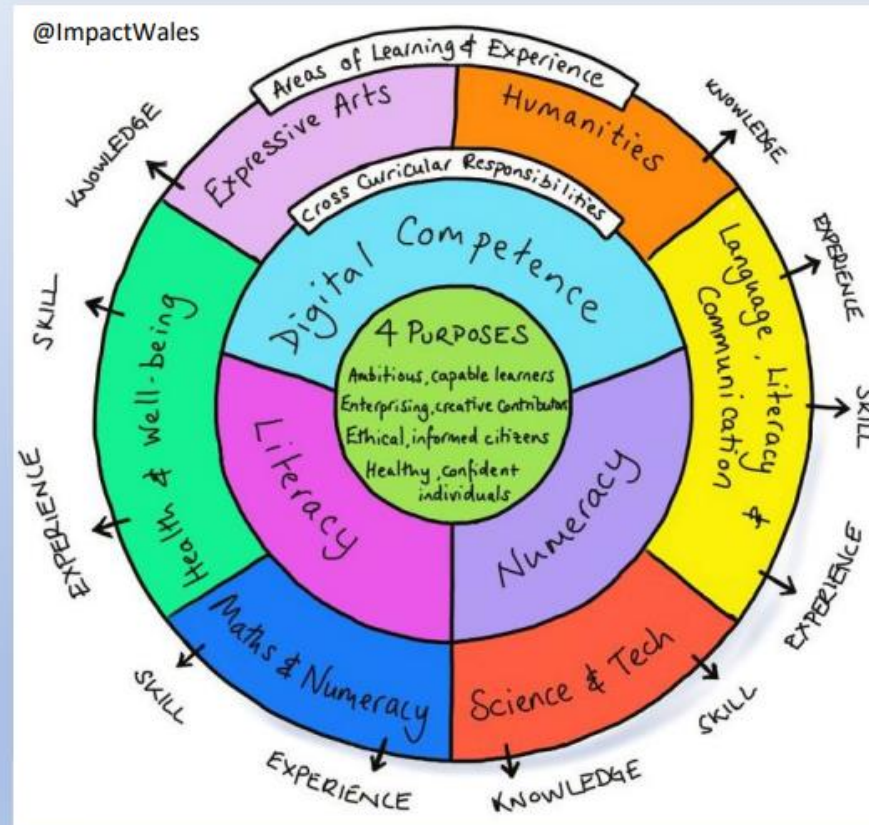 @ImpactWales
Areas of Learning & Experience
Expressive Arts
Humanities
Cross Curricular Responsibilities
Digital Competence
4 PURPOSES
Ambitious, capable learners
Enterprising, creative contributors
Ethical, informed citizens
Healthy, confident
individuals
Literacy
Numeracy
Health & Well-being
Language, Literacy &
Communication
Maths & Numeracy
Science & Tech
KNOWLEDGE
KNOWLEDGE
EXPERIENCE
SKILL
EXPERIENCE
SKILL
KNOWLEDGE
EXPERIENCE
SKILL
EXPERIENCE
SKILL